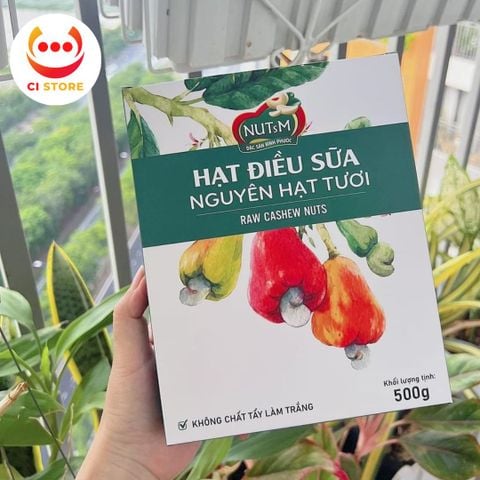 CI STORE
NUTsM
ĐẶC SẢN BÌNH PHƯỚC
HẠT ĐIỀU SỮA
NGUYÊN HẠT TƯƠI
RAW CASHEW NUTS
Khối lượng tịnh:
500g
KHÔNG CHẤT TẨY LÀM TRẮNG